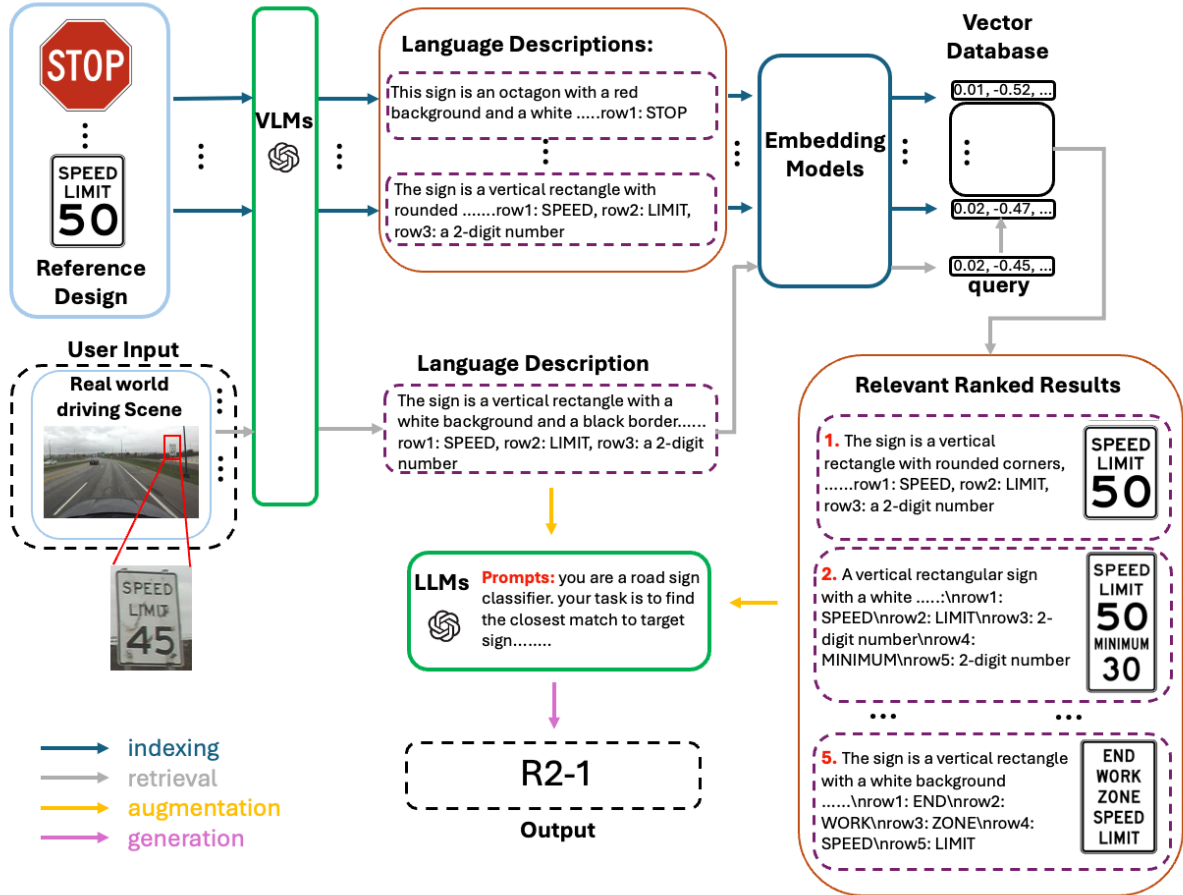 STOP
SPEED
LIMIT
50
Reference
Design
VLMs
Language Descriptions:
This sign is an octagon with a red
background and a white .....row1: STOP
The sign is a vertical rectangle with
rounded .......row1: SPEED, row2: LIMIT,
row3: a 2-digit number
Embedding
Models
Vector
Database
0.01, -0.52, ...
0.02, -0.47, ...
0.02, -0.45, ...
query
User Input
Real world
driving Scene
SPEED
LIMIT
45
Language Description
The sign is a vertical rectangle with a
white background and a black border......
row1: SPEED, row2: LIMIT, row3: a 2-digit
number
LLMs
Prompts: you are a road sign
classifier. your task is to find
the closest match to target
sign........
R2-1
Output
Relevant Ranked Results
1. The sign is a vertical
rectangle with rounded corners,
......row1: SPEED, row2: LIMIT,
row3: a 2-digit number
SPEED
LIMIT
50
2. A vertical rectangular sign
with a white .....:\nrow1:
SPEED\nrow2: LIMIT\nrow3: 2-
digit number\nrow4:
MINIMUM\nrow5: 2-digit number
SPEED
LIMIT
50
MINIMUM
30
5. The sign is a vertical rectangle
with a white background
......\nrow1: END\nrow2:
WORK\nrow3: ZONE\nrow4:
SPEED\nrow5: LIMIT
END
WORK
ZONE
SPEED
LIMIT
indexing
retrieval
augmentation
generation